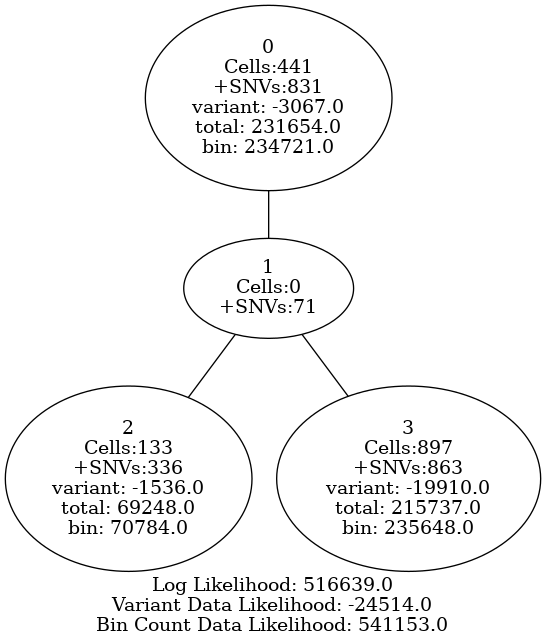 0
Cells:441
+SNVs:831
variant: -3067.0
total: 231654.0
bin: 234721.0
1
Cells:0
+SNVs:71
2
Cells:133
+SNVs:336
variant: -1536.0
total: 69248.0
bin: 70784.0
3
Cells:897
+SNVs:863
variant: -19910.0
total: 215737.0
bin: 235648.0
Log Likelihood: 516639.0
Variant Data Likelihood: -24514.0
Bin Count Data Likelihood: 541153.0